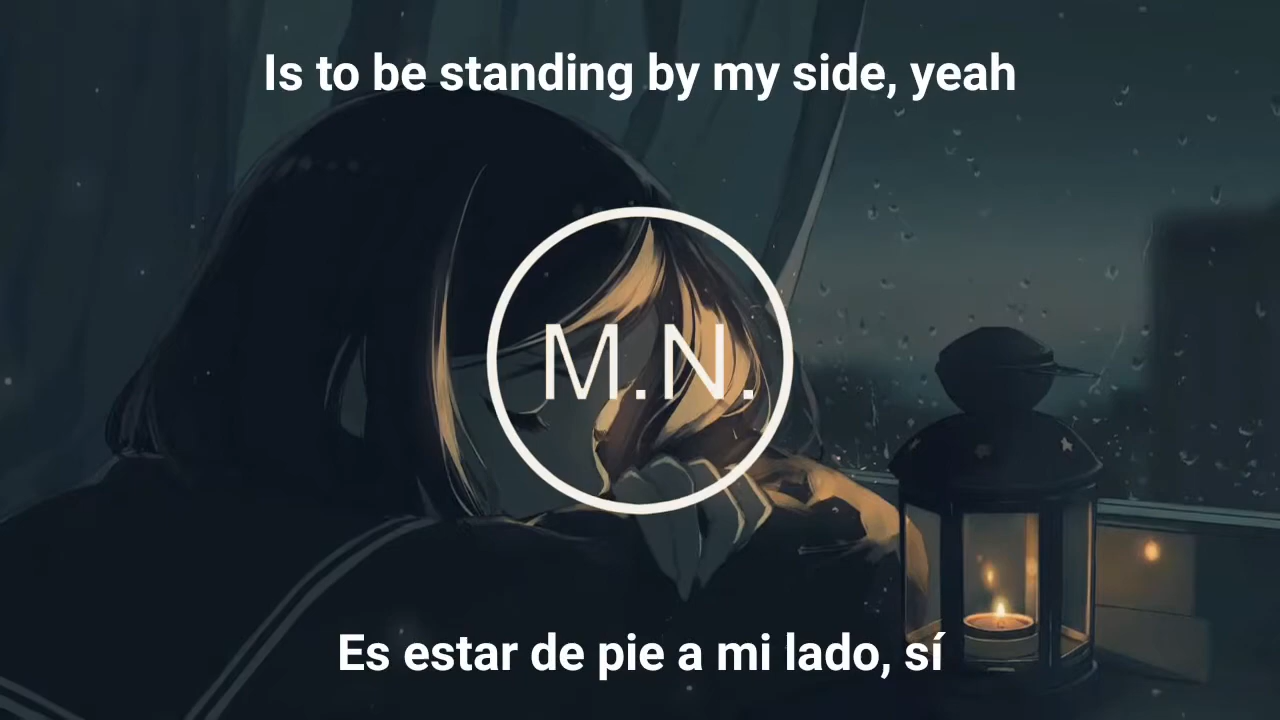 Is to be standing by my side, yeah
M.N.
Es estar de pie a mi lado, sí